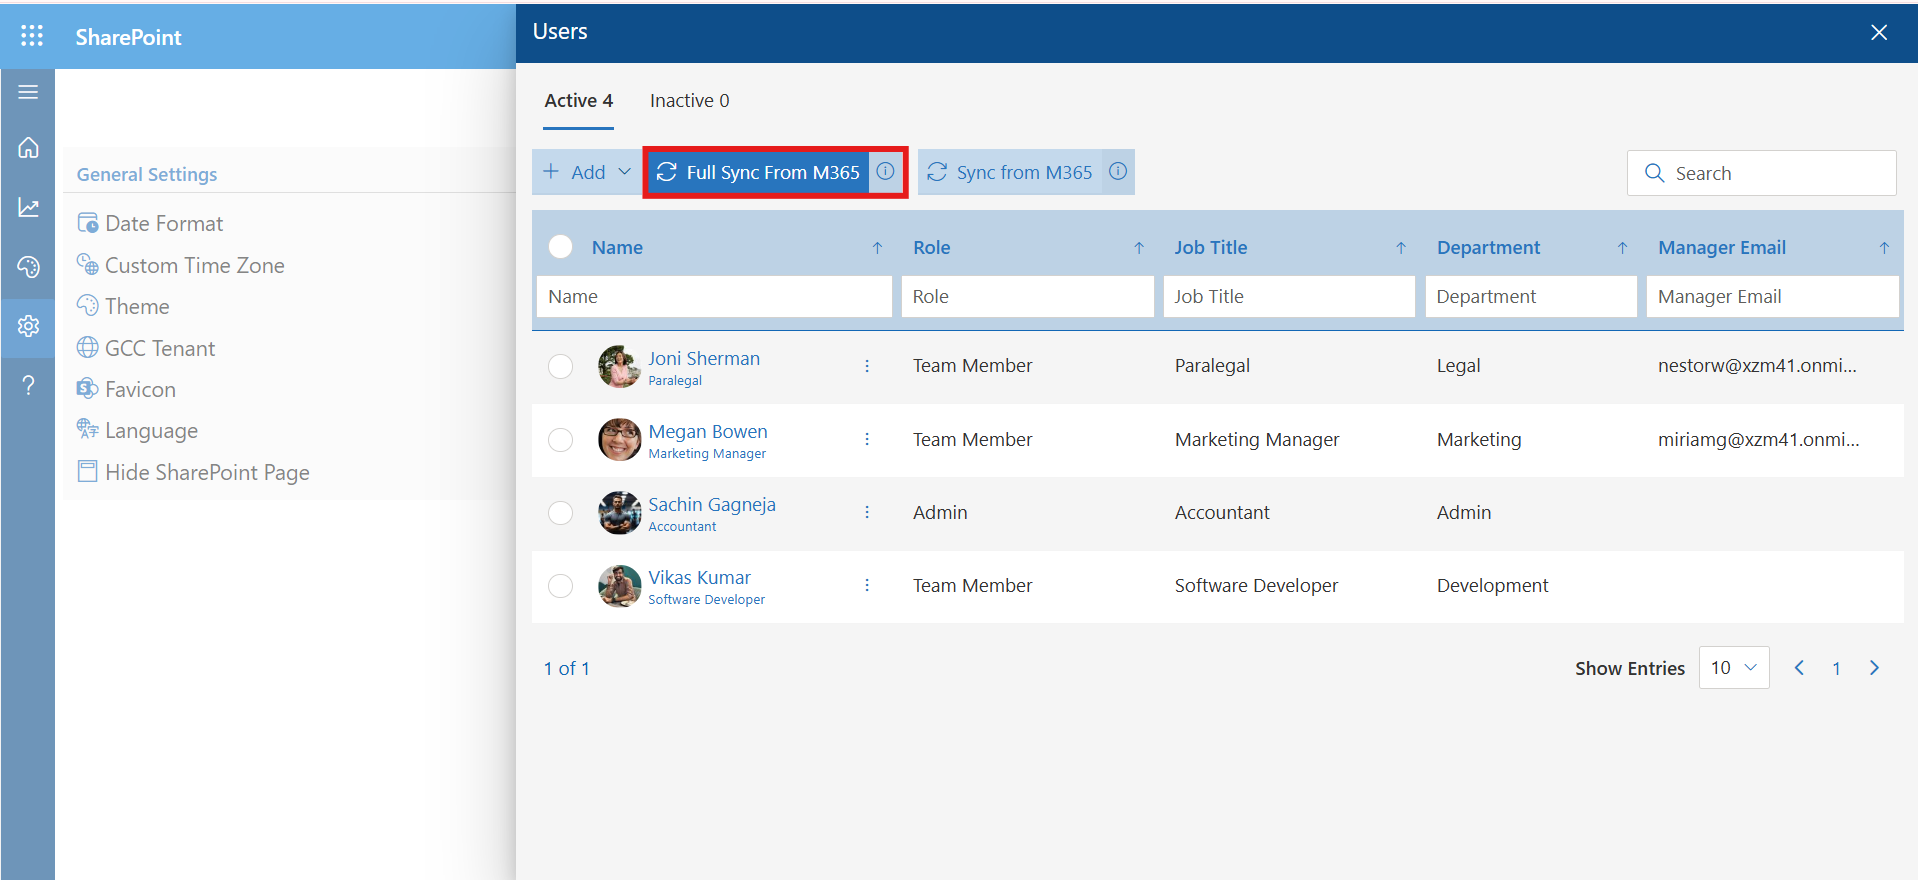 SharePoint
General Settings
Date Format
Custom Time Zone
Theme
GCC Tenant
Favicon
Language
Hide SharePoint Page
Users
Active 4 Inactive 0
Add Full Sync From M365 Sync from M365 Search
Name Role Job Title Department Manager Email
Name Role Job Title Department Manager Email
Joni Sherman Team Member Paralegal Legal nestorw@xzm41.onmi...
Paralegal
Megan Bowen Team Member Marketing Manager Marketing miriamg@xzm41.onmi...
Marketing Manager
Sachin Gagneja Admin Accountant Admin
Accountant
Vikas Kumar Team Member Software Developer Development
Software Developer
1 of 1 Show Entries 10 1